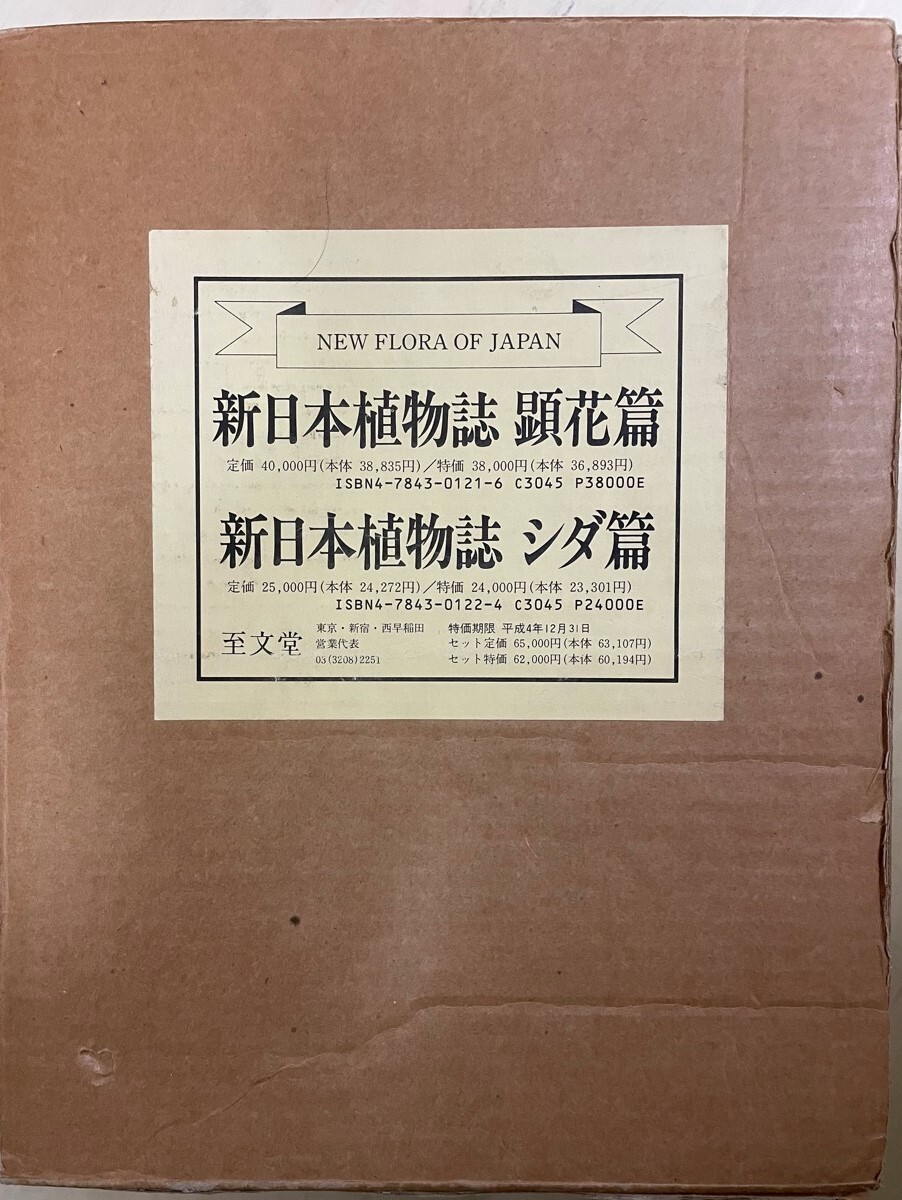 NEW FLORA OF JAPAN
新日本植物誌 顕花篇
定価 40,000円(本体 38,835円)／特価 38,000円(本体 36,893円)
ISBN4-7843-0121-6 C3045 P38000E
新日本植物誌 シダ篇
定価 25,000円(本体 24,272円)／特価 24,000円(本体 23,301円)
ISBN4-7843-0122-4 C3045 P24000E
至文堂
東京・新宿・西早稲田
営業代表
03(3208)2251
特価期限 平成4年12月31日
セット定価 65,000円(本体 63,107円)
セット特価 62,000円(本体 60,194円)